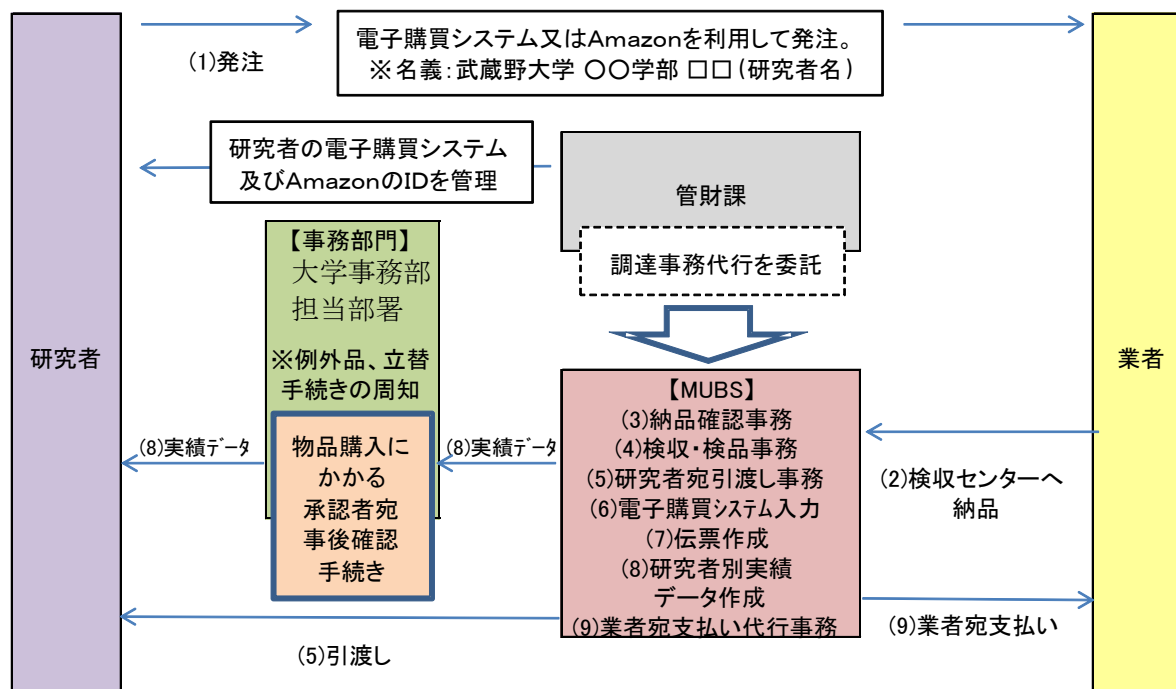 (1)発注
電子購買システム又はAmazonを利用して発注。
※名義：武蔵野大学 〇〇学部 □□(研究者名)
研究者の電子購買システム
及びAmazonのIDを管理
管財課
調達事務代行を委託
【事務部門】
大学事務部
担当部署
※例外品、立替
手続きの周知
物品購入に
かかる
承認者宛
事後確認
手続き
研究者
業者
【MUBS】
(3)納品確認事務
(4)検収・検品事務
(5)研究者宛引渡し事務
(6)電子購買ｼｽﾃﾑ入力
(7)伝票作成
(8)研究者別実績
データ作成
(9)業者宛支払い代行事務
(8)実績ﾃﾞｰﾀ
(8)実績ﾃﾞｰﾀ
(2)検収センターへ
納品
(9)業者宛支払い
(5)引渡し